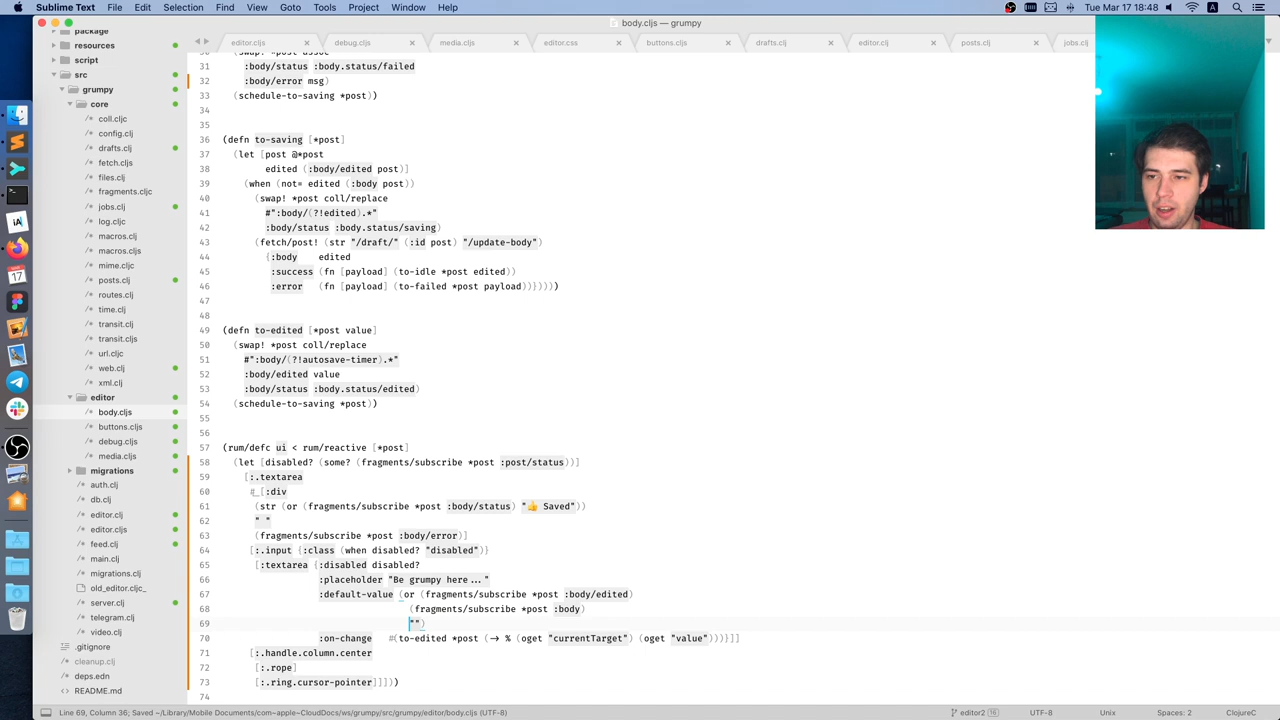 Sublime Text File Edit Selection Find View Goto Tools Project Window Help
Tue Mar 17 18:48
body.cljs — grumpy
editor.cljs debug.cljs media.cljs editor.css buttons.cljs drafts.clj editor.clj posts.clj jobs.clj
package
resources
script
src
grumpy
core
coll.cljc
config.clj
drafts.clj
fetch.cljs
files.clj
fragments.cljc
jobs.clj
log.cljc
macros.clj
macros.cljs
mime.cljc
posts.clj
routes.clj
time.clj
transit.clj
transit.cljs
url.cljc
web.clj
xml.clj
editor
body.cljs
buttons.cljs
debug.cljs
media.cljs
migrations
auth.clj
db.clj
editor.clj
editor.cljs
feed.clj
main.clj
migrations.clj
old_editor.cljc_
server.clj
telegram.clj
video.clj
.gitignore
cleanup.clj
deps.edn
README.md
30 (swap! *post assoc
31 :body/status :body.status/failed
32 :body/error msg)
33 (schedule-to-saving *post))
34
35
36 (defn to-saving [*post]
37 (let [post @*post
38 edited (:body/edited post)]
39 (when (not= edited (:body post))
40 (swap! *post coll/replace
41 #":body/(?!edited).*"
42 :body/status :body.status/saving)
43 (fetch/post! (str "/draft/" (:id post) "/update-body")
44 {:body edited
45 :success (fn [payload] (to-idle *post edited))
46 :error (fn [payload] (to-failed *post payload))}))))
47
48
49 (defn to-edited [*post value]
50 (swap! *post coll/replace
51 #":body/(?!autosave-timer).*"
52 :body/edited value
53 :body/status :body.status/edited)
54 (schedule-to-saving *post))
55
56
57 (rum/defc ui < rum/reactive [*post]
58 (let [disabled? (some? (fragments/subscribe *post :post/status))]
59 [:.textarea
60 #_[:div
61 (str (or (fragments/subscribe *post :body/status) "👍 Saved"))
62 " "
63 (fragments/subscribe *post :body/error)]
64 [:.input {:class (when disabled? "disabled")}
65 [:textarea {:disabled disabled?
66 :placeholder "Be grumpy here..."
67 :default-value (or (fragments/subscribe *post :body/edited)
68 (fragments/subscribe *post :body)
69 "")
70 :on-change #(to-edited *post (-> % (oget "currentTarget") (oget "value")))}]]
71 [:.handle.column.center
72 [:.rope]
73 [:.ring.cursor-pointer]]]))
74
17
Line 69, Column 36; Saved ~/Library/Mobile Documents/com~apple~CloudDocs/ws/grumpy/src/grumpy/editor/body.cljs (UTF-8) editor2 16 UTF-8 Unix Spaces: 2 ClojureC